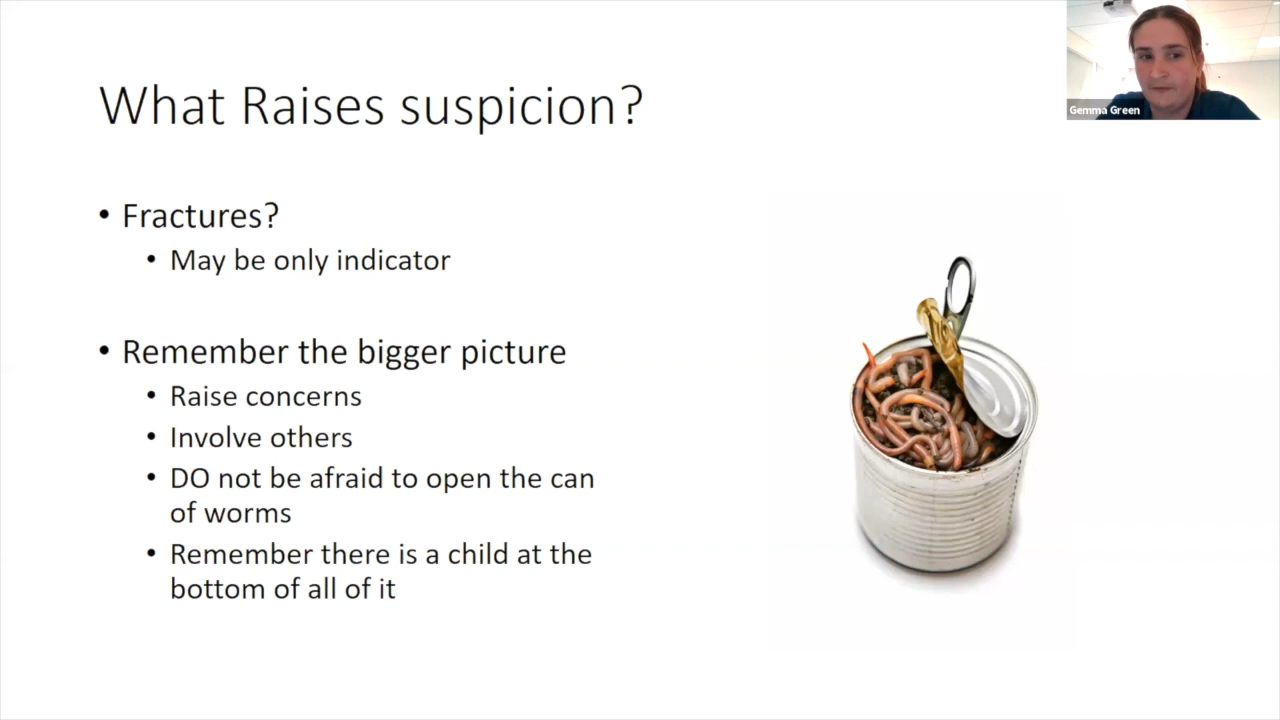 What Raises suspicion?
• Fractures?
• May be only indicator
• Remember the bigger picture
• Raise concerns
• Involve others
• DO not be afraid to open the can
of worms
• Remember there is a child at the
bottom of all of it
Gemma Green